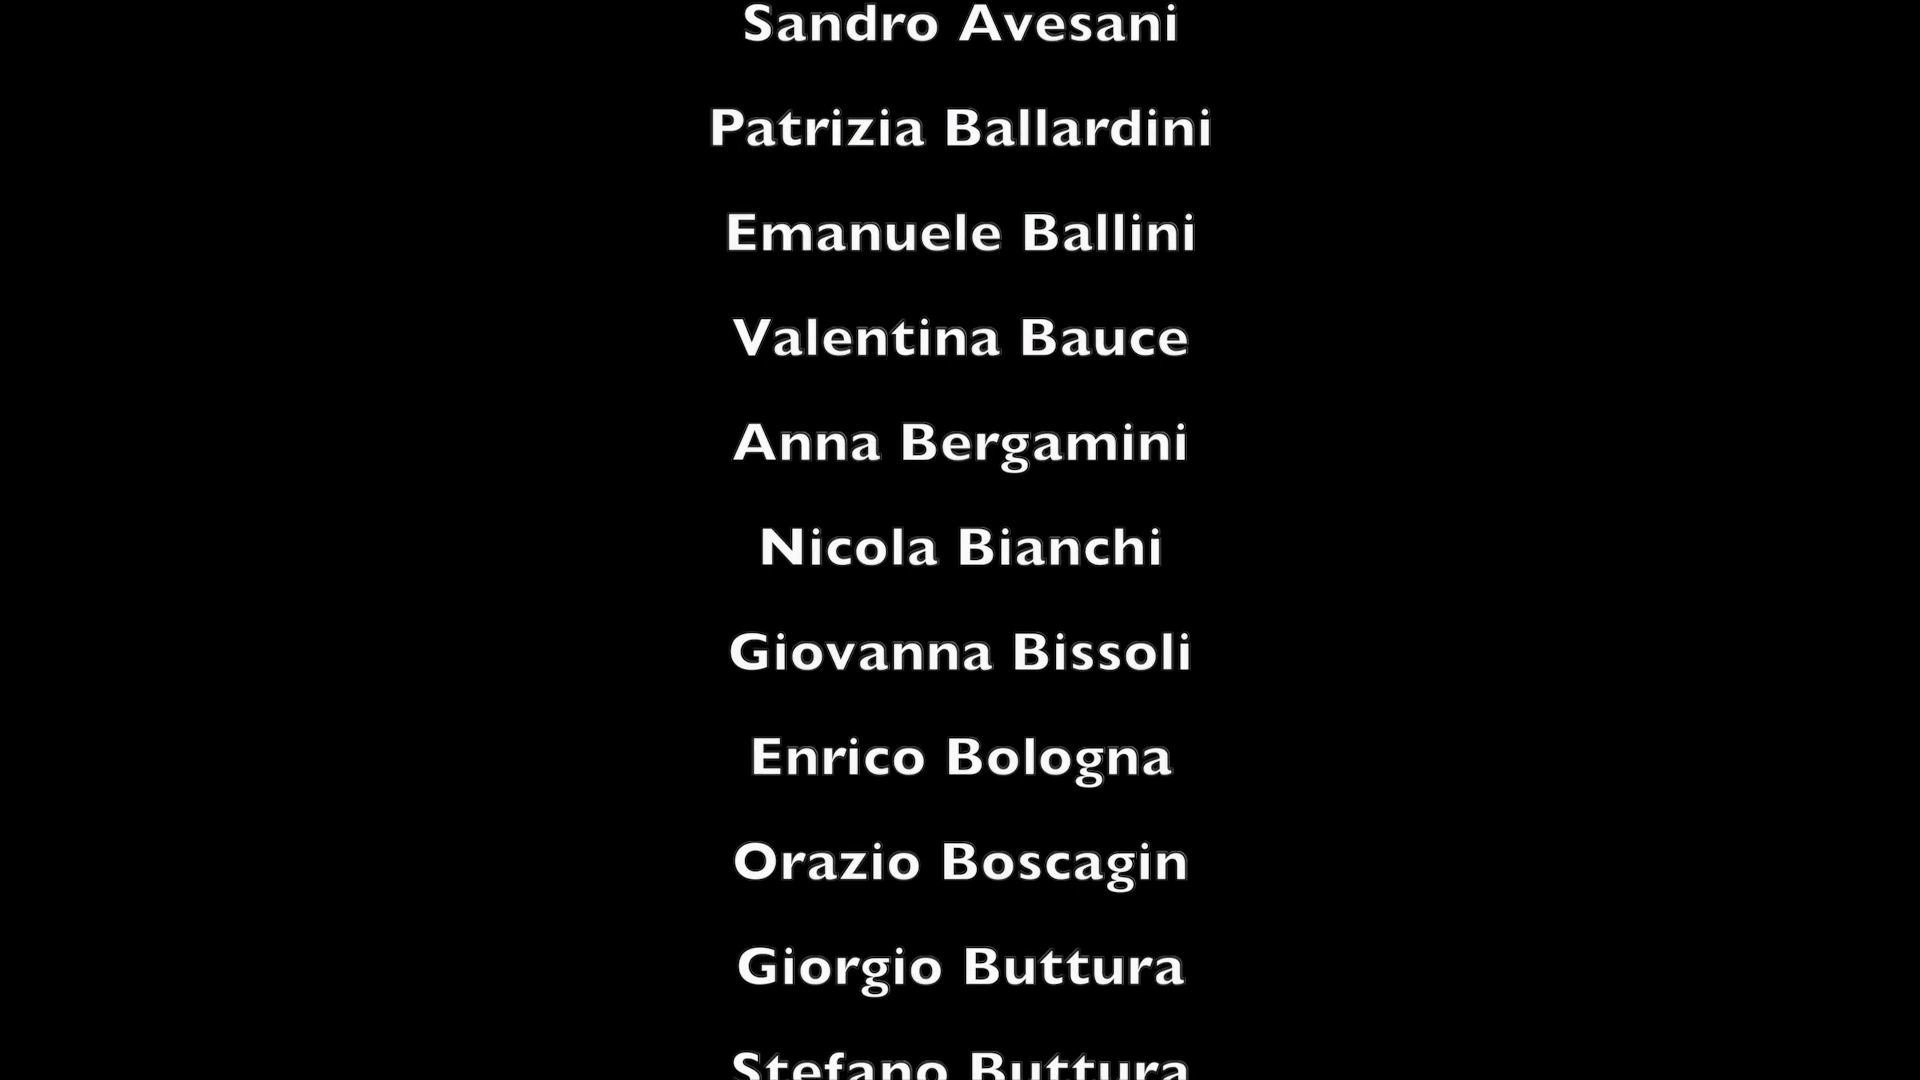 Sandro Avesani
Patrizia Ballardini
Emanuele Ballini
Valentina Bauce
Anna Bergamini
Nicola Bianchi
Giovanna Bissoli
Enrico Bologna
Orazio Boscagin
Giorgio Buttura
Stefano Buttura